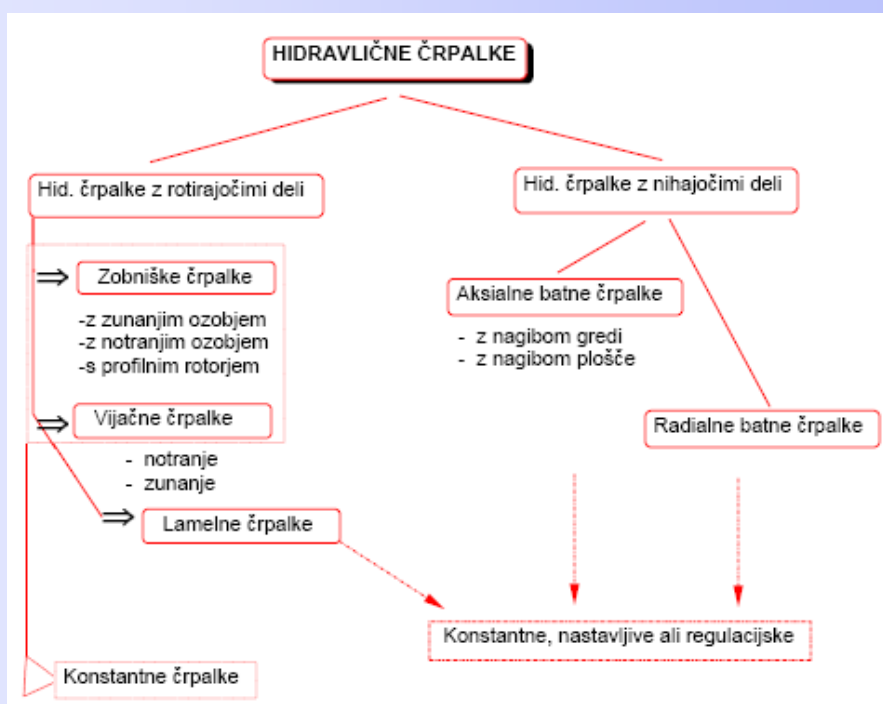 HIDRAVLIČNE ČRPALKE
Hid. črpalke z rotirajočimi deli
Hid. črpalke z nihajočimi deli
Zobniške črpalke
-z zunanjim ozobjem
-z notranjim ozobjem
-s profilnim rotorjem
Vijačne črpalke
- notranje
- zunanje
Lamelne črpalke
Aksialne batne črpalke
- z nagibom gredi
- z nagibom plošče
Radialne batne črpalke
Konstantne, nastavljive ali regulacijske
Konstantne črpalke